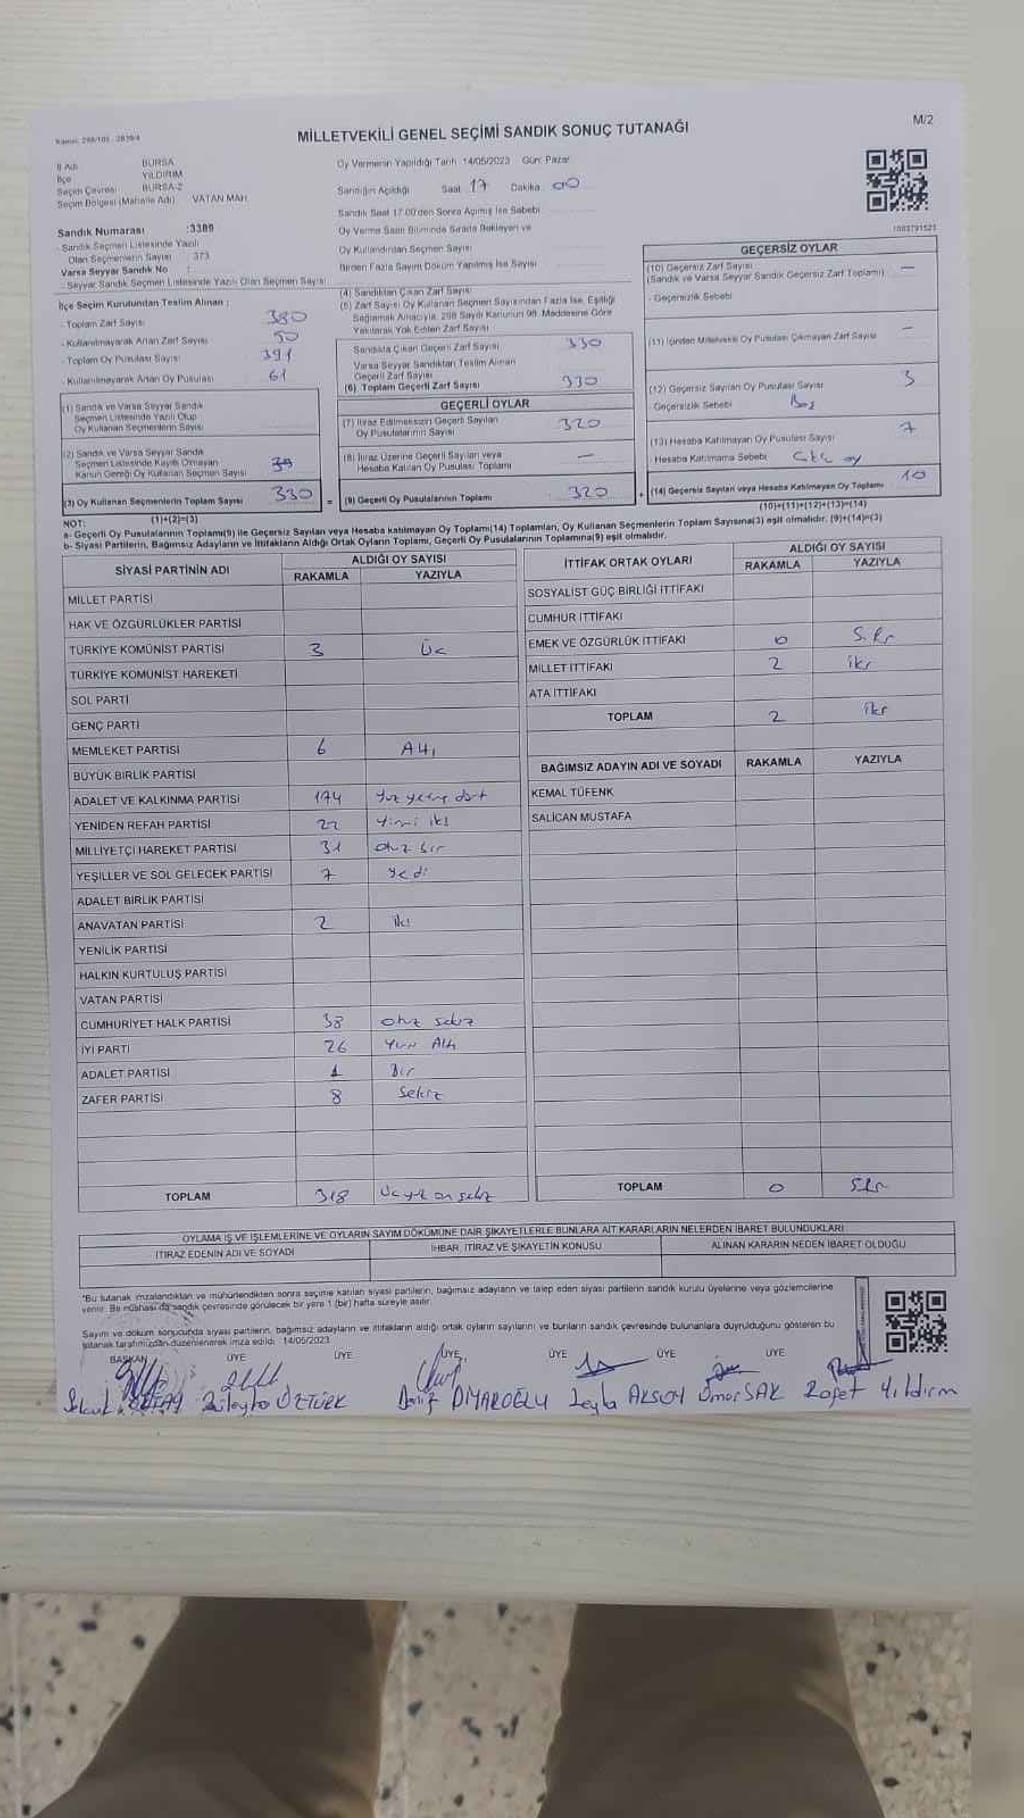 MİLLETVEKİLİ GENEL SEÇİMİ SANDIK SONUÇ TUTANAĞI
M/2
İl Adı BURSA
İlçe YILDIRIM
Seçim Çevresi BURSA-2
Seçim Bölgesi (Mahalle Adı) VATAN MAH.
Oy Vermenin Yapıldığı Tarih 14/05/2023 Gün: Pazar
Sandığın Açıldığı Saat 17 Dakika 00
Sandık Saat 17.00'den Sonra Açılmış İse Sebebi
Oy Verme Saati Bitiminde Sırada Bekleyen ve
Oy Kullandırılan Seçmen Sayısı
Birden Fazla Sayım Döküm Yapılmış İse Sayısı
Sandık Numarası :3389
- Sandık Seçmen Listesinde Yazılı
Olan Seçmenlerin Sayısı : 373
Varsa Seyyar Sandık No :
- Seyyar Sandık Seçmen Listesinde Yazılı Olan Seçmen Sayısı
İlçe Seçim Kurulundan Teslim Alınan :
- Toplam Zarf Sayısı 380
- Kullanılmayarak Artan Zarf Sayısı 50
- Toplam Oy Pusulası Sayısı 391
- Kullanılmayarak Artan Oy Pusulası 61
(1) Sandık ve Varsa Seyyar Sandık
Seçmen Listesinde Yazılı Olup
Oy Kullanan Seçmenlerin Sayısı
(2) Sandık ve Varsa Seyyar Sandık
Seçmen Listesinde Kayıtlı Olmayan
Kanun Gereği Oy Kullanan Seçmen Sayısı
(3) Oy Kullanan Seçmenlerin Toplam Sayısı 330
(1)+(2)=(3)
(4) Sandıktan Çıkan Zarf Sayısı
(5) Zarf Sayısı Oy Kullanan Seçmen Sayısından Fazla İse, Eşitliği
Sağlamak Amacıyla, 298 Sayılı Kanunun 98. Maddesine Göre
Yakılarak Yok Edilen Zarf Sayısı
Sandıkta Çıkan Geçerli Zarf Sayısı 330
Varsa Seyyar Sandıktan Teslim Alınan
Geçerli Zarf Sayısı
(6) Toplam Geçerli Zarf Sayısı 330
GEÇERLİ OYLAR
(7) İtiraz Edilmeksizin Geçerli Sayılan
Oy Pusulalarının Sayısı 320
(8) İtiraz Üzerine Geçerli Sayılan veya
Hesaba Katılan Oy Pusulası Toplamı —
= (9) Geçerli Oy Pusulalarının Toplamı 320 +
GEÇERSİZ OYLAR
(10) Geçersiz Zarf Sayısı —
(Sandık ve Varsa Seyyar Sandık Geçersiz Zarf Toplamı)
- Geçersizlik Sebebi
(11) İçinden Milletvekili Oy Pusulası Çıkmayan Zarf Sayısı —
(12) Geçersiz Sayılan Oy Pusulası Sayısı 3
Geçersizlik Sebebi Boş
(13) Hesaba Katılmayan Oy Pusulası Sayısı 7
- Hesaba Katılmama Sebebi oy
(14) Geçersiz Sayılan veya Hesaba Katılmayan Oy Toplamı 10
(10)+(11)+(12)+(13)=(14)
NOT:
a- Geçerli Oy Pusulalarının Toplamı(9) ile Geçersiz Sayılan veya Hesaba katılmayan Oy Toplamı(14) Toplamları, Oy Kullanan Seçmenlerin Toplam Sayısına(3) eşit olmalıdır. (9)+(14)=(3)
b- Siyasi Partilerin, Bağımsız Adayların ve İttifakların Aldığı Ortak Oyların Toplamı, Geçerli Oy Pusulalarının Toplamına(9) eşit olmalıdır.
SİYASİ PARTİNİN ADI ALDIĞI OY SAYISI
RAKAMLA YAZIYLA
MİLLET PARTİSİ
HAK VE ÖZGÜRLÜKLER PARTİSİ
TÜRKİYE KOMÜNİST PARTİSİ 3 Üç
TÜRKİYE KOMÜNİST HAREKETİ
SOL PARTİ
GENÇ PARTİ
MEMLEKET PARTİSİ 6 Altı
BÜYÜK BİRLİK PARTİSİ
ADALET VE KALKINMA PARTİSİ 174 Yüz yetmiş dört
YENİDEN REFAH PARTİSİ 22 Yirmi iki
MİLLİYETÇİ HAREKET PARTİSİ 31 otuz bir
YEŞİLLER VE SOL GELECEK PARTİSİ 7 Yedi
ADALET BİRLİK PARTİSİ
ANAVATAN PARTİSİ 2 iki
YENİLİK PARTİSİ
HALKIN KURTULUŞ PARTİSİ
VATAN PARTİSİ
CUMHURİYET HALK PARTİSİ 38 otuz sekiz
İYİ PARTİ 26 Yirmi Altı
ADALET PARTİSİ 1 Bir
ZAFER PARTİSİ 8 Sekiz
TOPLAM 318 Üçyüz on sekiz
İTTİFAK ORTAK OYLARI ALDIĞI OY SAYISI
RAKAMLA YAZIYLA
SOSYALİST GÜÇ BİRLİĞİ İTTİFAKI
CUMHUR İTTİFAKI
EMEK VE ÖZGÜRLÜK İTTİFAKI 0 Sıfır
MİLLET İTTİFAKI 2 iki
ATA İTTİFAKI
TOPLAM 2 iki
BAĞIMSIZ ADAYIN ADI VE SOYADI RAKAMLA YAZIYLA
KEMAL TÜFENK
SALİCAN MUSTAFA
TOPLAM 0 Sıfır
OYLAMA İŞ VE İŞLEMLERİNE VE OYLARIN SAYIM DÖKÜMÜNE DAİR ŞİKAYETLERLE BUNLARA AİT KARARLARIN NELERDEN İBARET BULUNDUKLARI
İTİRAZ EDENİN ADI VE SOYADI İHBAR, İTİRAZ VE ŞİKAYETİN KONUSU ALINAN KARARIN NEDEN İBARET OLDUĞU
*Bu tutanak imzalandıktan ve mühürlendikten sonra seçime katılan siyasi partilerin, bağımsız adayların ve talep eden siyasi partilerin sandık kurulu üyelerine veya gözlemcilerine
verilir. Bir nüshası da sandık çevresinde görülecek bir yere 1 (bir) hafta süreyle asılır.
Sayım ve döküm sonucunda siyasi partilerin, bağımsız adayların ve ittifakların aldığı ortak oyların sayılarını ve bunların sandık çevresinde bulunanlara duyurulduğunu gösteren bu
tutanak tarafımızdan düzenlenerek imza edildi. 14/05/2023
BAŞKAN ÜYE ÜYE ÜYE ÜYE ÜYE ÜYE
Züleyha ÖZTÜRK DİYAROĞLU Leyla AKSOY Ömer SAK Yıldırım